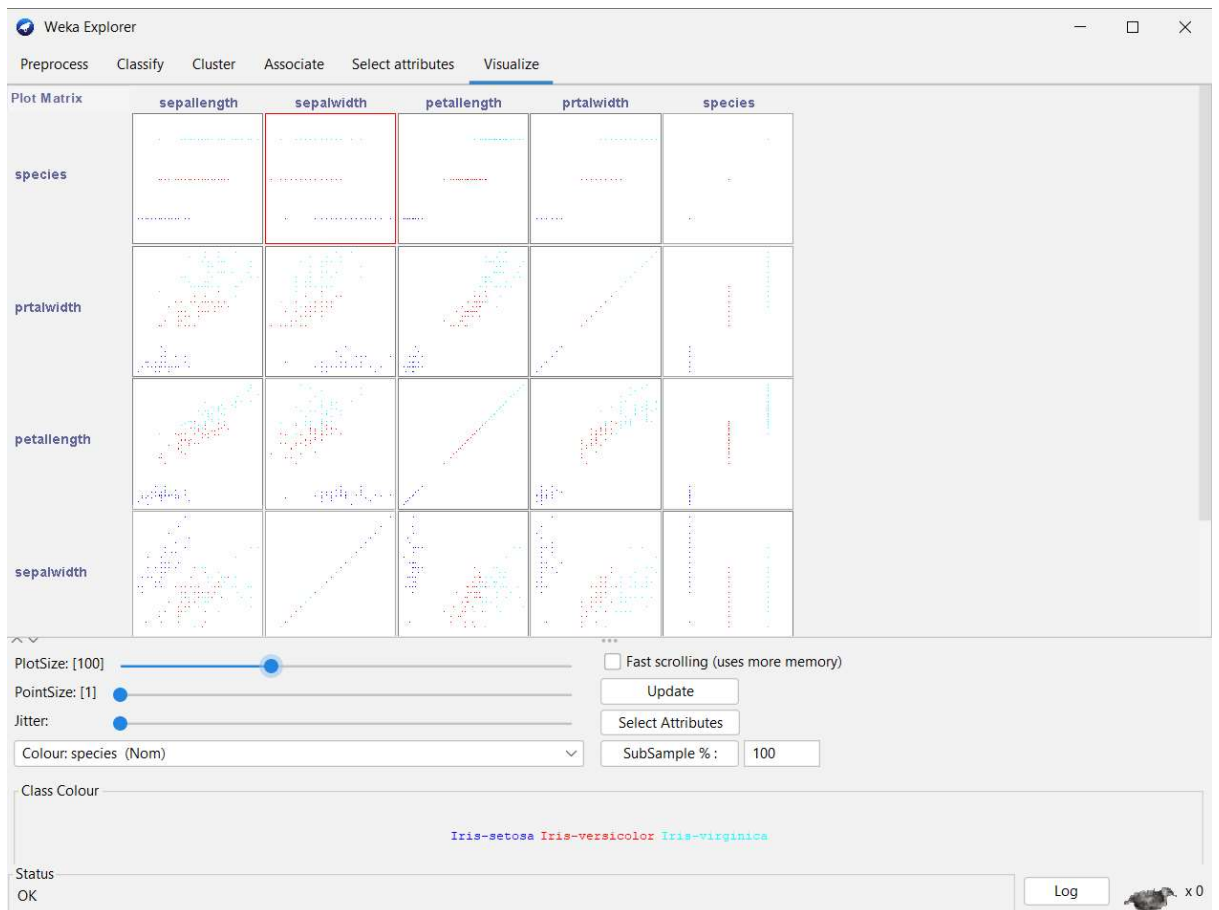 Weka Explorer
Preprocess Classify Cluster Associate Select attributes Visualize
Plot Matrix sepallength sepalwidth petallength prtalwidth species
species
prtalwidth
petallength
sepalwidth
PlotSize: [100] Fast scrolling (uses more memory)
PointSize: [1] Update
Jitter: Select Attributes
Colour: species (Nom) SubSample % : 100
Class Colour
Iris-setosa Iris-versicolor Iris-virginica
Status
OK Log x 0